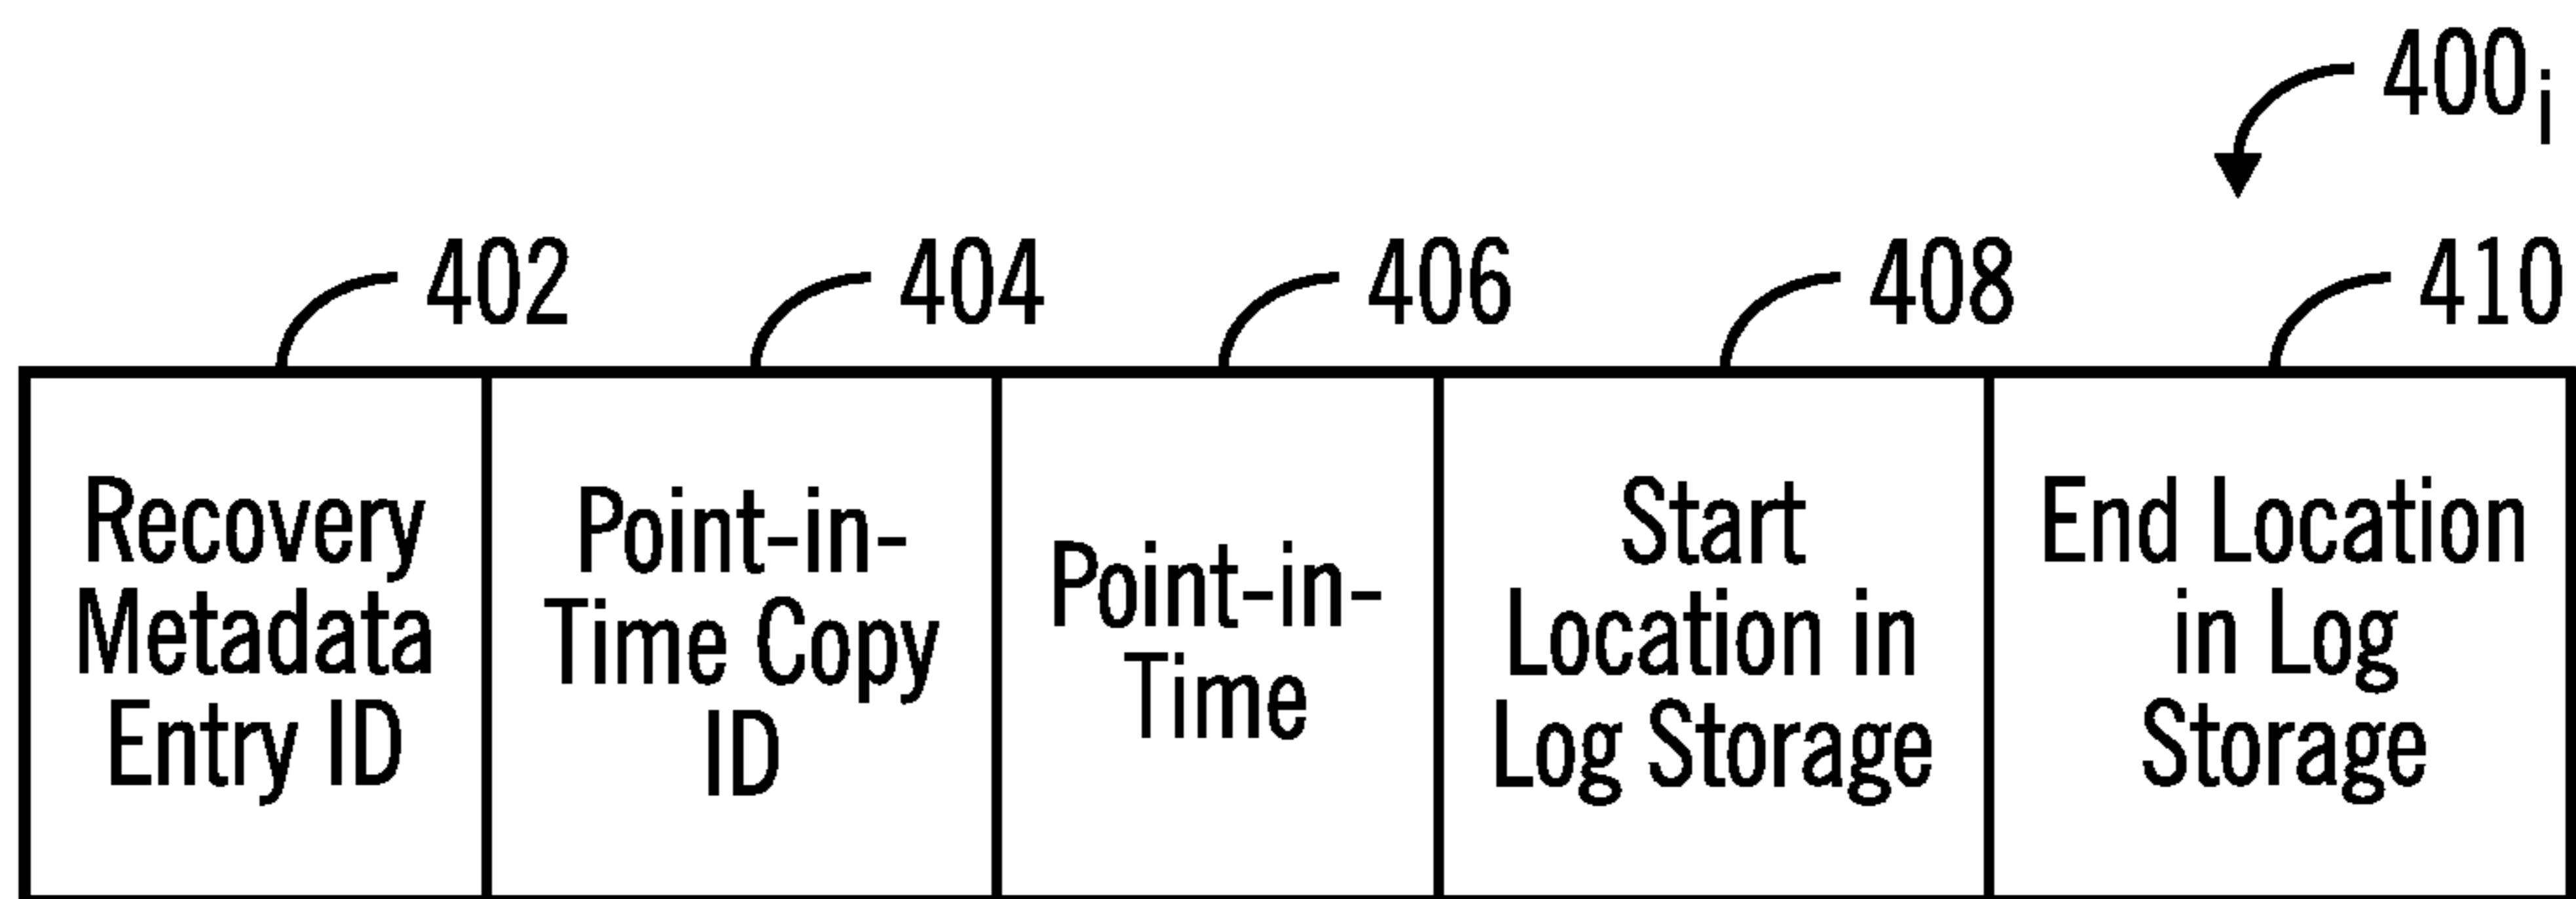 400i
402 404 406 408 410
Recovery
Metadata
Entry ID
Point-in-
Time Copy
ID
Point-in-
Time
Start
Location in
Log Storage
End Location
in Log
Storage